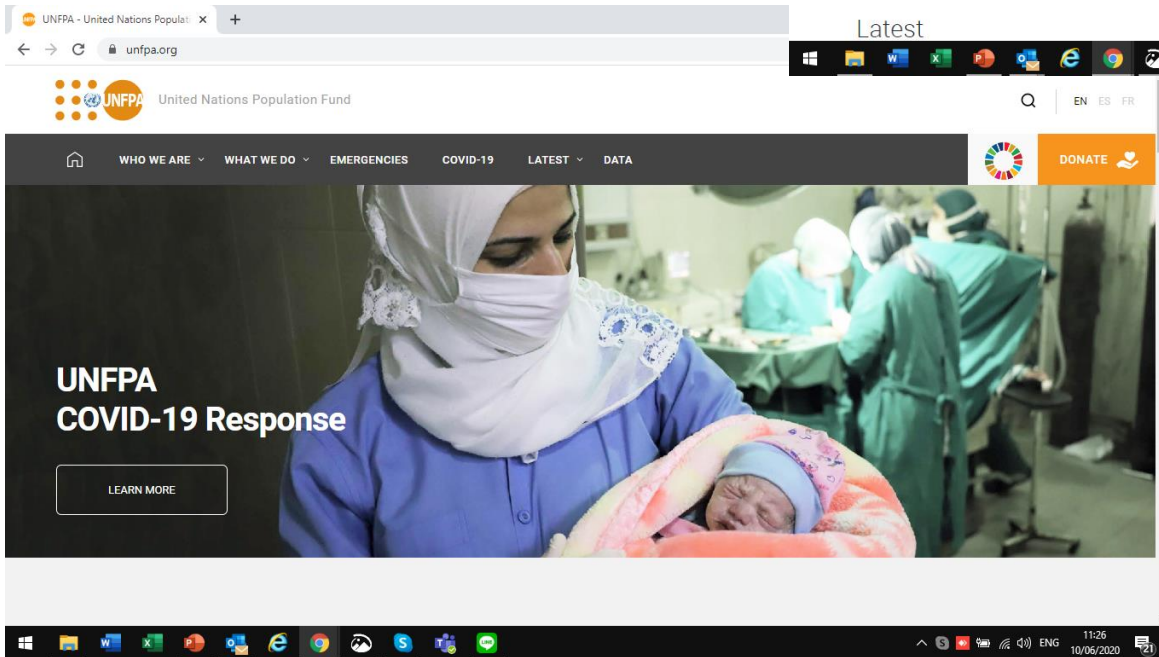 UNFPA - United Nations Populati
Latest
unfpa.org
UNFPA
United Nations Population Fund
EN ES FR
WHO WE ARE
WHAT WE DO
EMERGENCIES
COVID-19
LATEST
DATA
DONATE
UNFPA
COVID-19 Response
LEARN MORE
ENG
11:26
10/06/2020
21